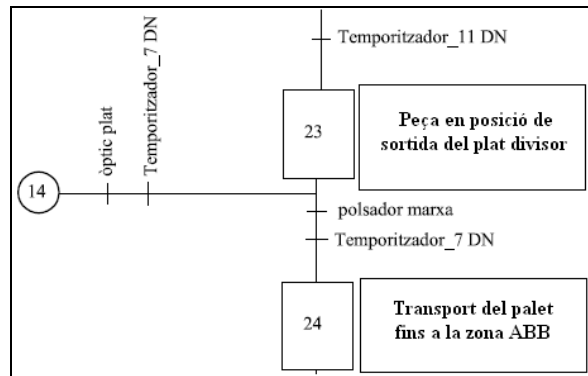 Temporitzador_11 DN
23
Peça en posició de
sortida del plat divisor
òptic plat
Temporitzador_7 DN
14
polsador marxa
Temporitzador_7 DN
24
Transport del palet
fins a la zona ABB